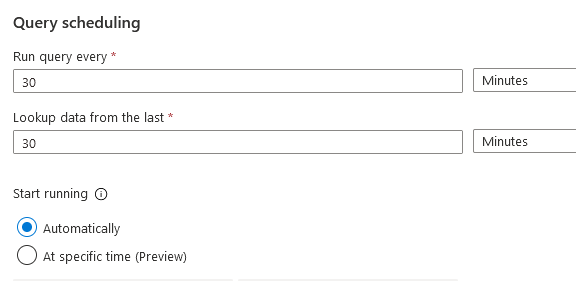 Query scheduling
Run query every *
30 Minutes
Lookup data from the last *
30 Minutes
Start running
Automatically
At specific time (Preview)